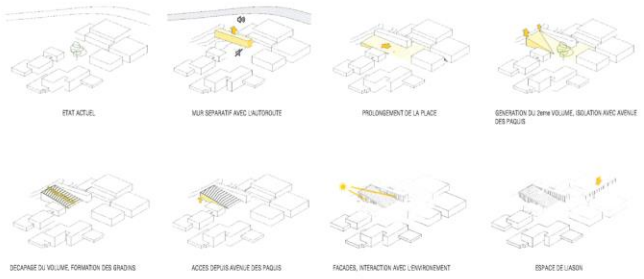 ETAT ACTUEL
MUR SEPARATIF AVEC L'AUTOROUTE
PROLONGEMENT DE LA PLACE
GENERATION DU 2eme VOLUME, ISOLATION AVEC AVENUE
DES PAQUIS
DECAPAGE DU VOLUME, FORMATION DES GRADINS
ACCES DEPUIS AVENUE DES PAQUIS
FACADES, INTERACTION AVEC L'ENVIRONEMENT
ESPACE DE LIAISON